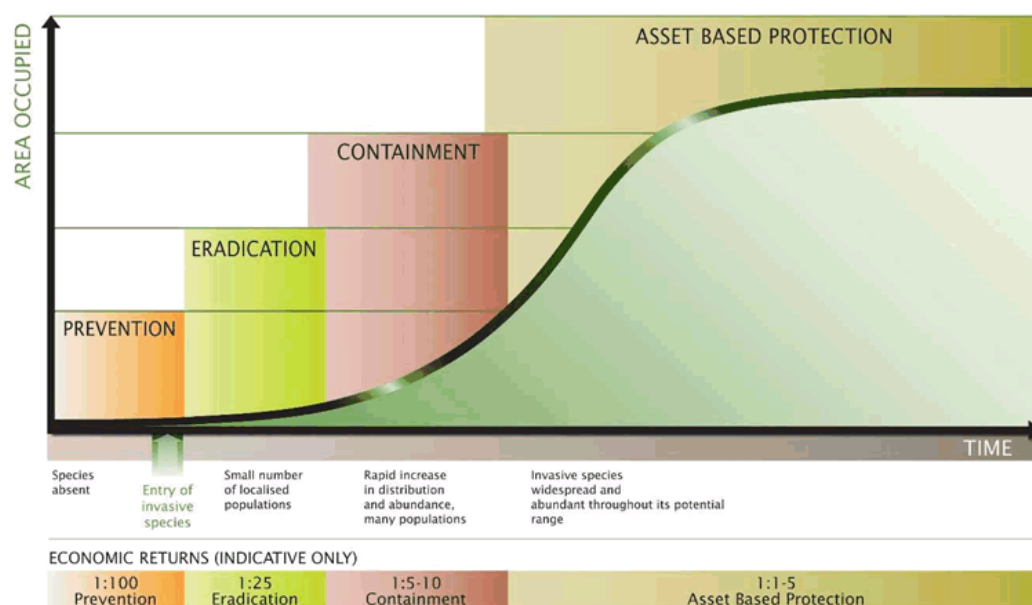 AREA OCCUPIED
ASSET BASED PROTECTION
CONTAINMENT
ERADICATION
PREVENTION
TIME
Species
absent
Entry of
invasive
species
Small number
of localised
populations
Rapid increase
in distribution
and abundance,
many populations
Invasive species
widespread and
abundant throughout its potential
range
ECONOMIC RETURNS (INDICATIVE ONLY)
1:100
Prevention
1:25
Eradication
1:5-10
Containment
1:1-5
Asset Based Protection